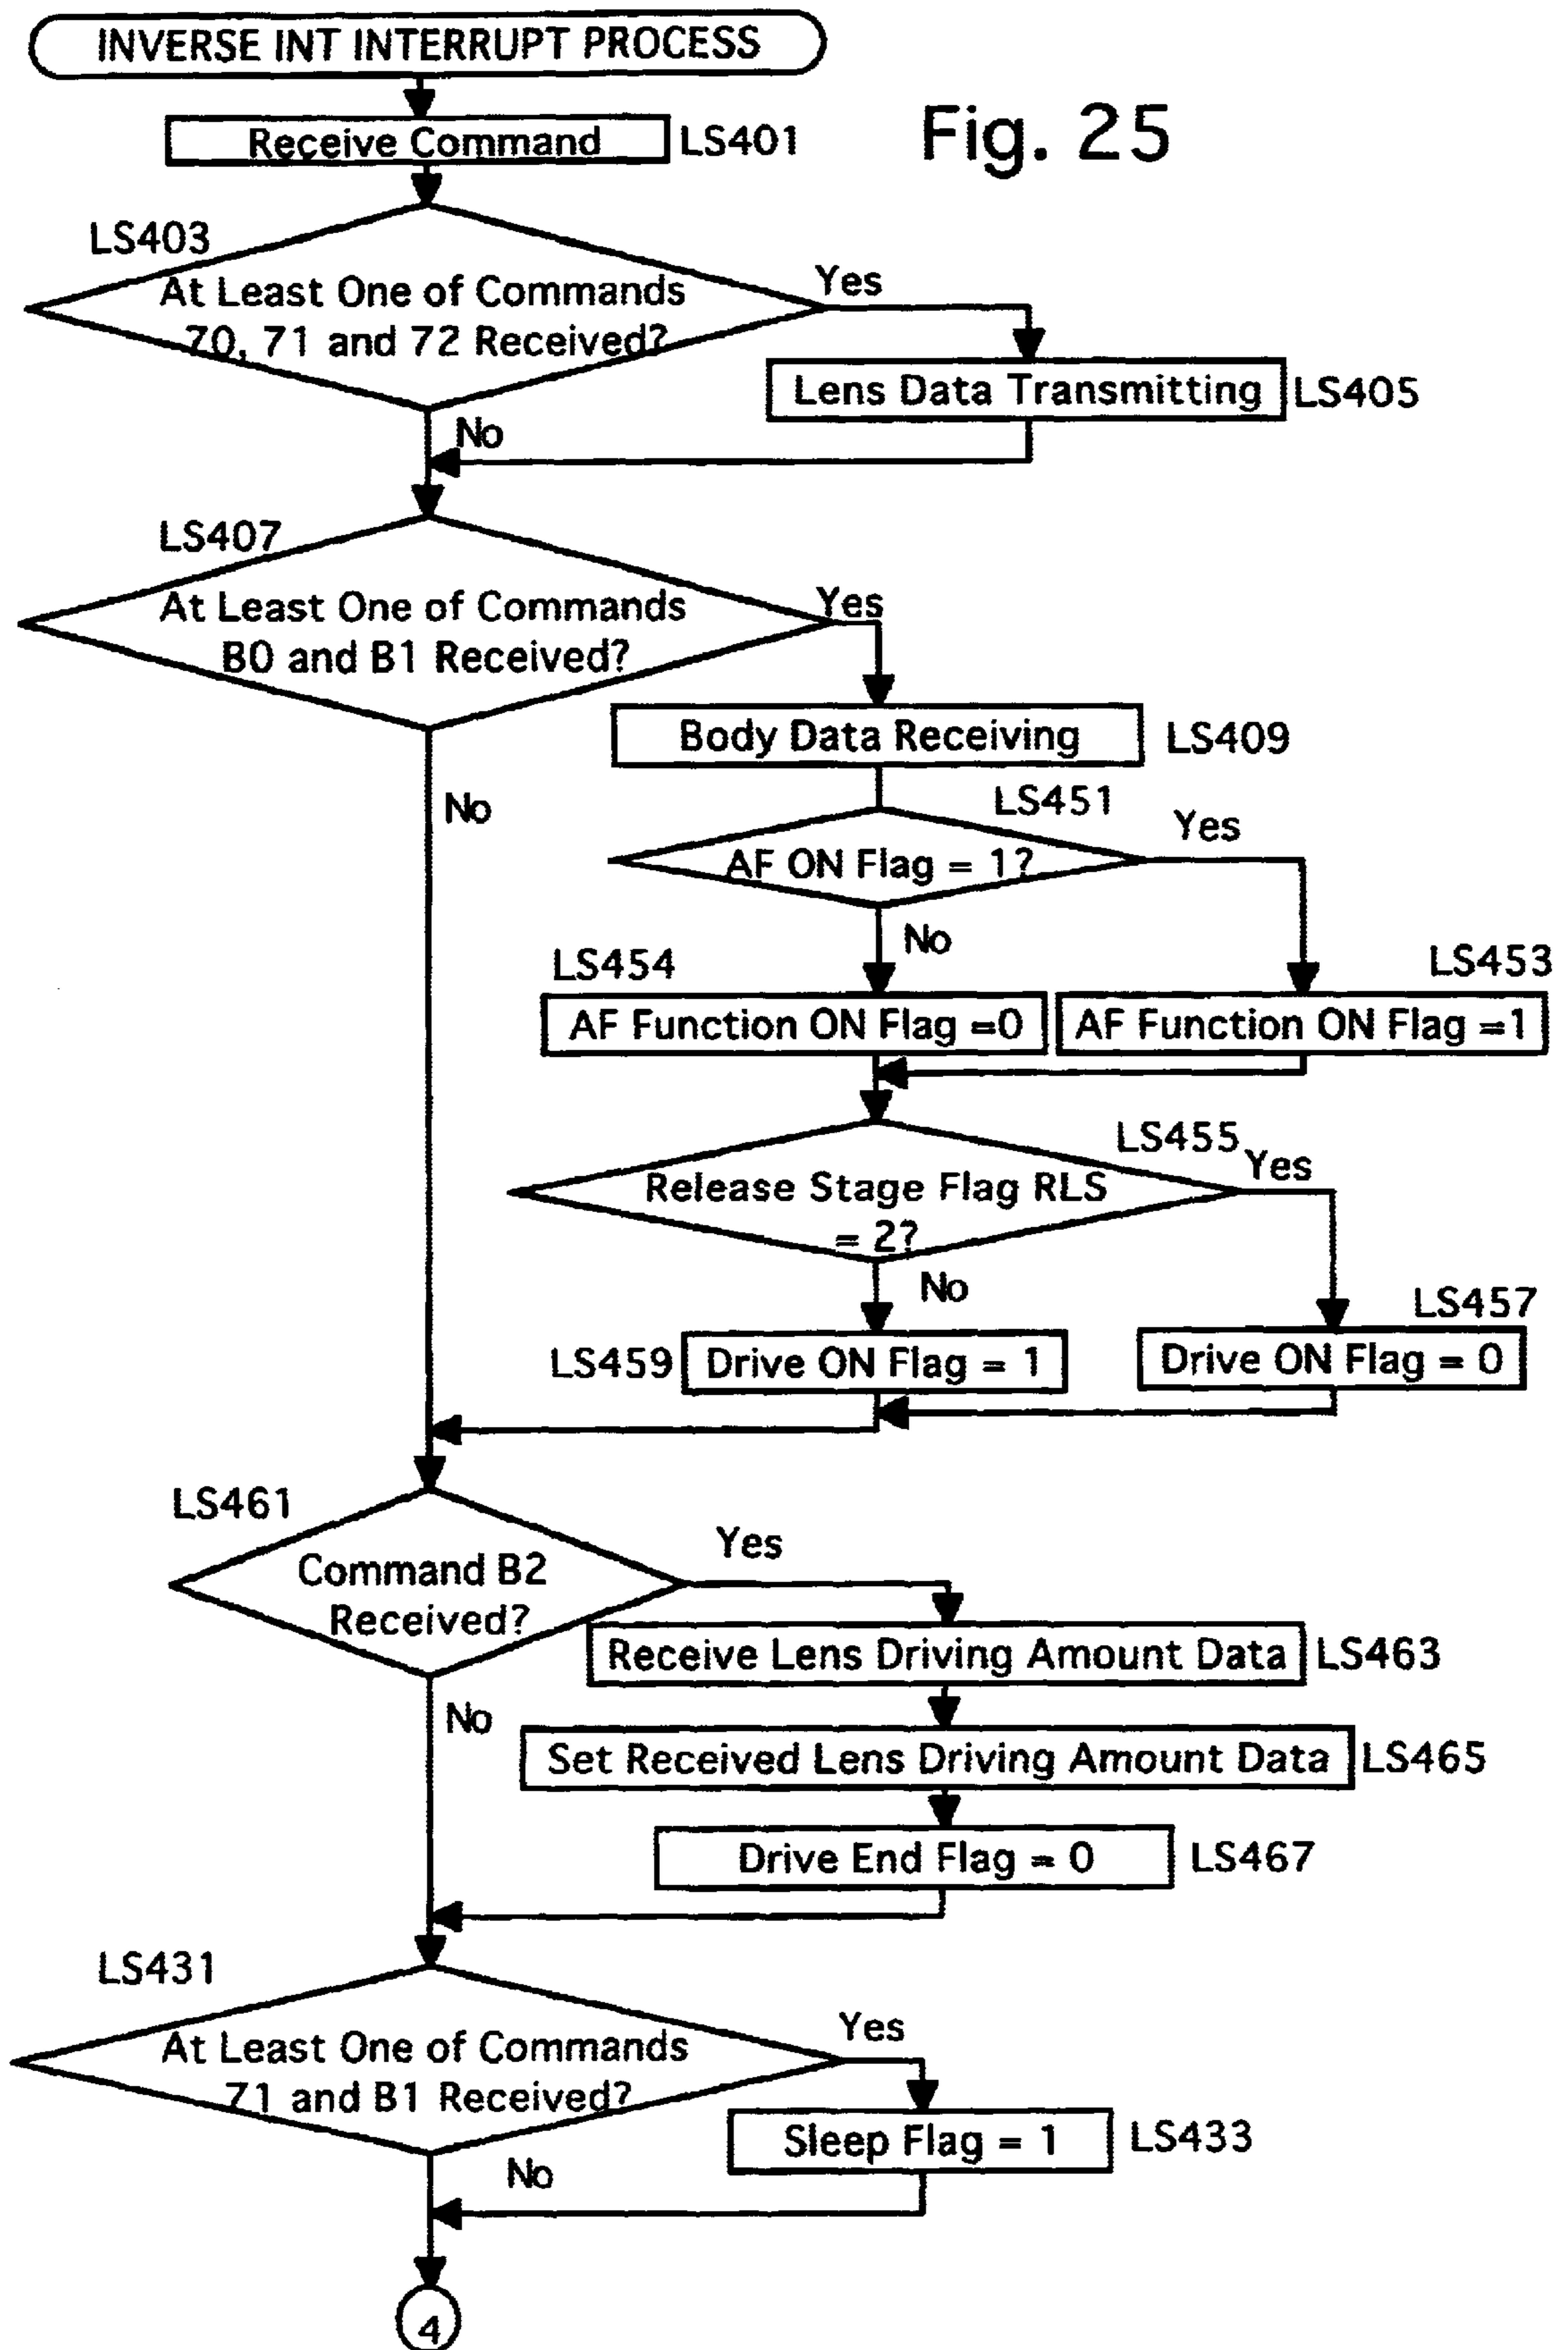 INVERSE INT INTERRUPT PROCESS
Fig. 25
Receive Command
LS401
LS403
At Least One of Commands
70, 71 and 72 Received?
Yes
Lens Data Transmitting
LS405
No
LS407
At Least One of Commands
B0 and B1 Received?
Yes
Body Data Receiving
LS409
No
LS451
AF ON Flag = 1?
Yes
No
LS454
LS453
AF Function ON Flag =0
AF Function ON Flag =1
LS455
Release Stage Flag RLS
= 2?
Yes
No
LS457
LS459
Drive ON Flag = 1
Drive ON Flag = 0
LS461
Command B2
Received?
Yes
Receive Lens Driving Amount Data
LS463
No
Set Received Lens Driving Amount Data
LS465
Drive End Flag = 0
LS467
LS431
At Least One of Commands
71 and B1 Received?
Yes
Sleep Flag = 1
LS433
No
4